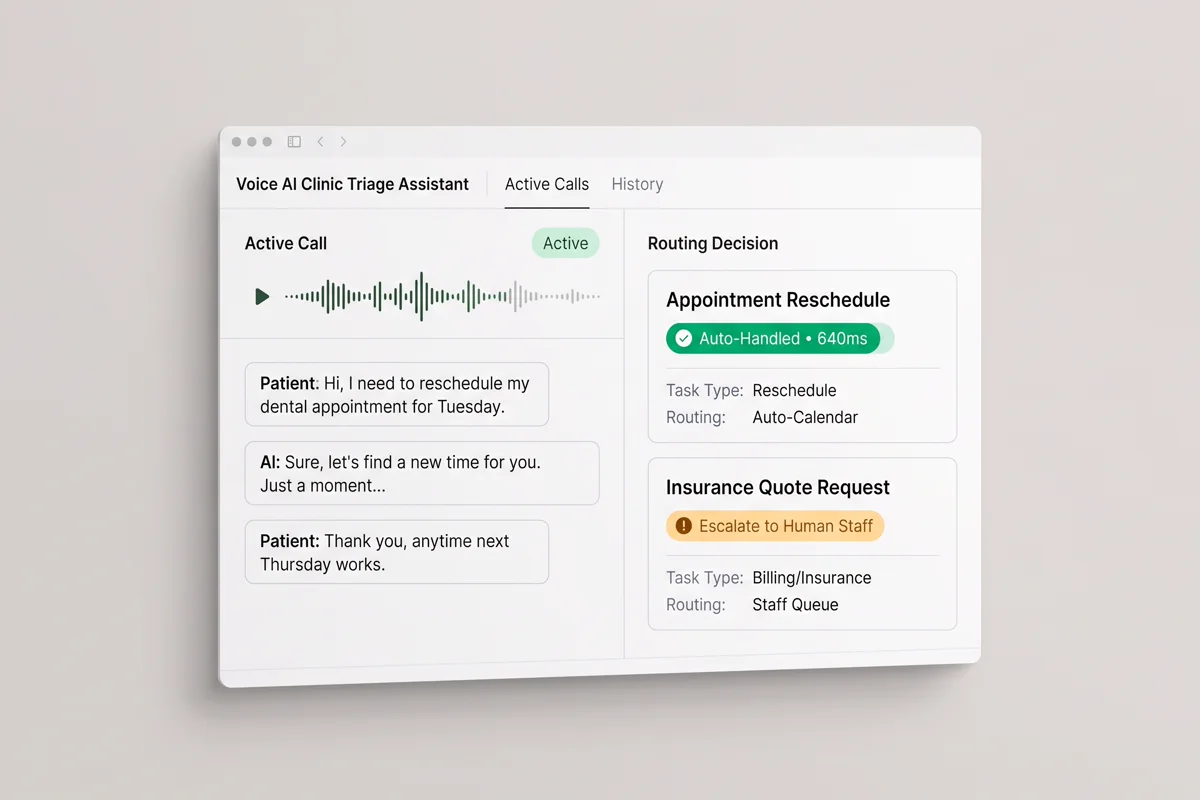 Voice AI Clinic Triage Assistant
Active Calls
History
Active Call
Active
Patient: Hi, I need to reschedule my
dental appointment for Tuesday.
AI: Sure, let's find a new time for you.
Just a moment...
Patient: Thank you, anytime next
Thursday works.
Routing Decision
Appointment Reschedule
Auto-Handled • 640ms
Task Type: Reschedule
Routing: Auto-Calendar
Insurance Quote Request
Escalate to Human Staff
Task Type: Billing/Insurance
Routing: Staff Queue